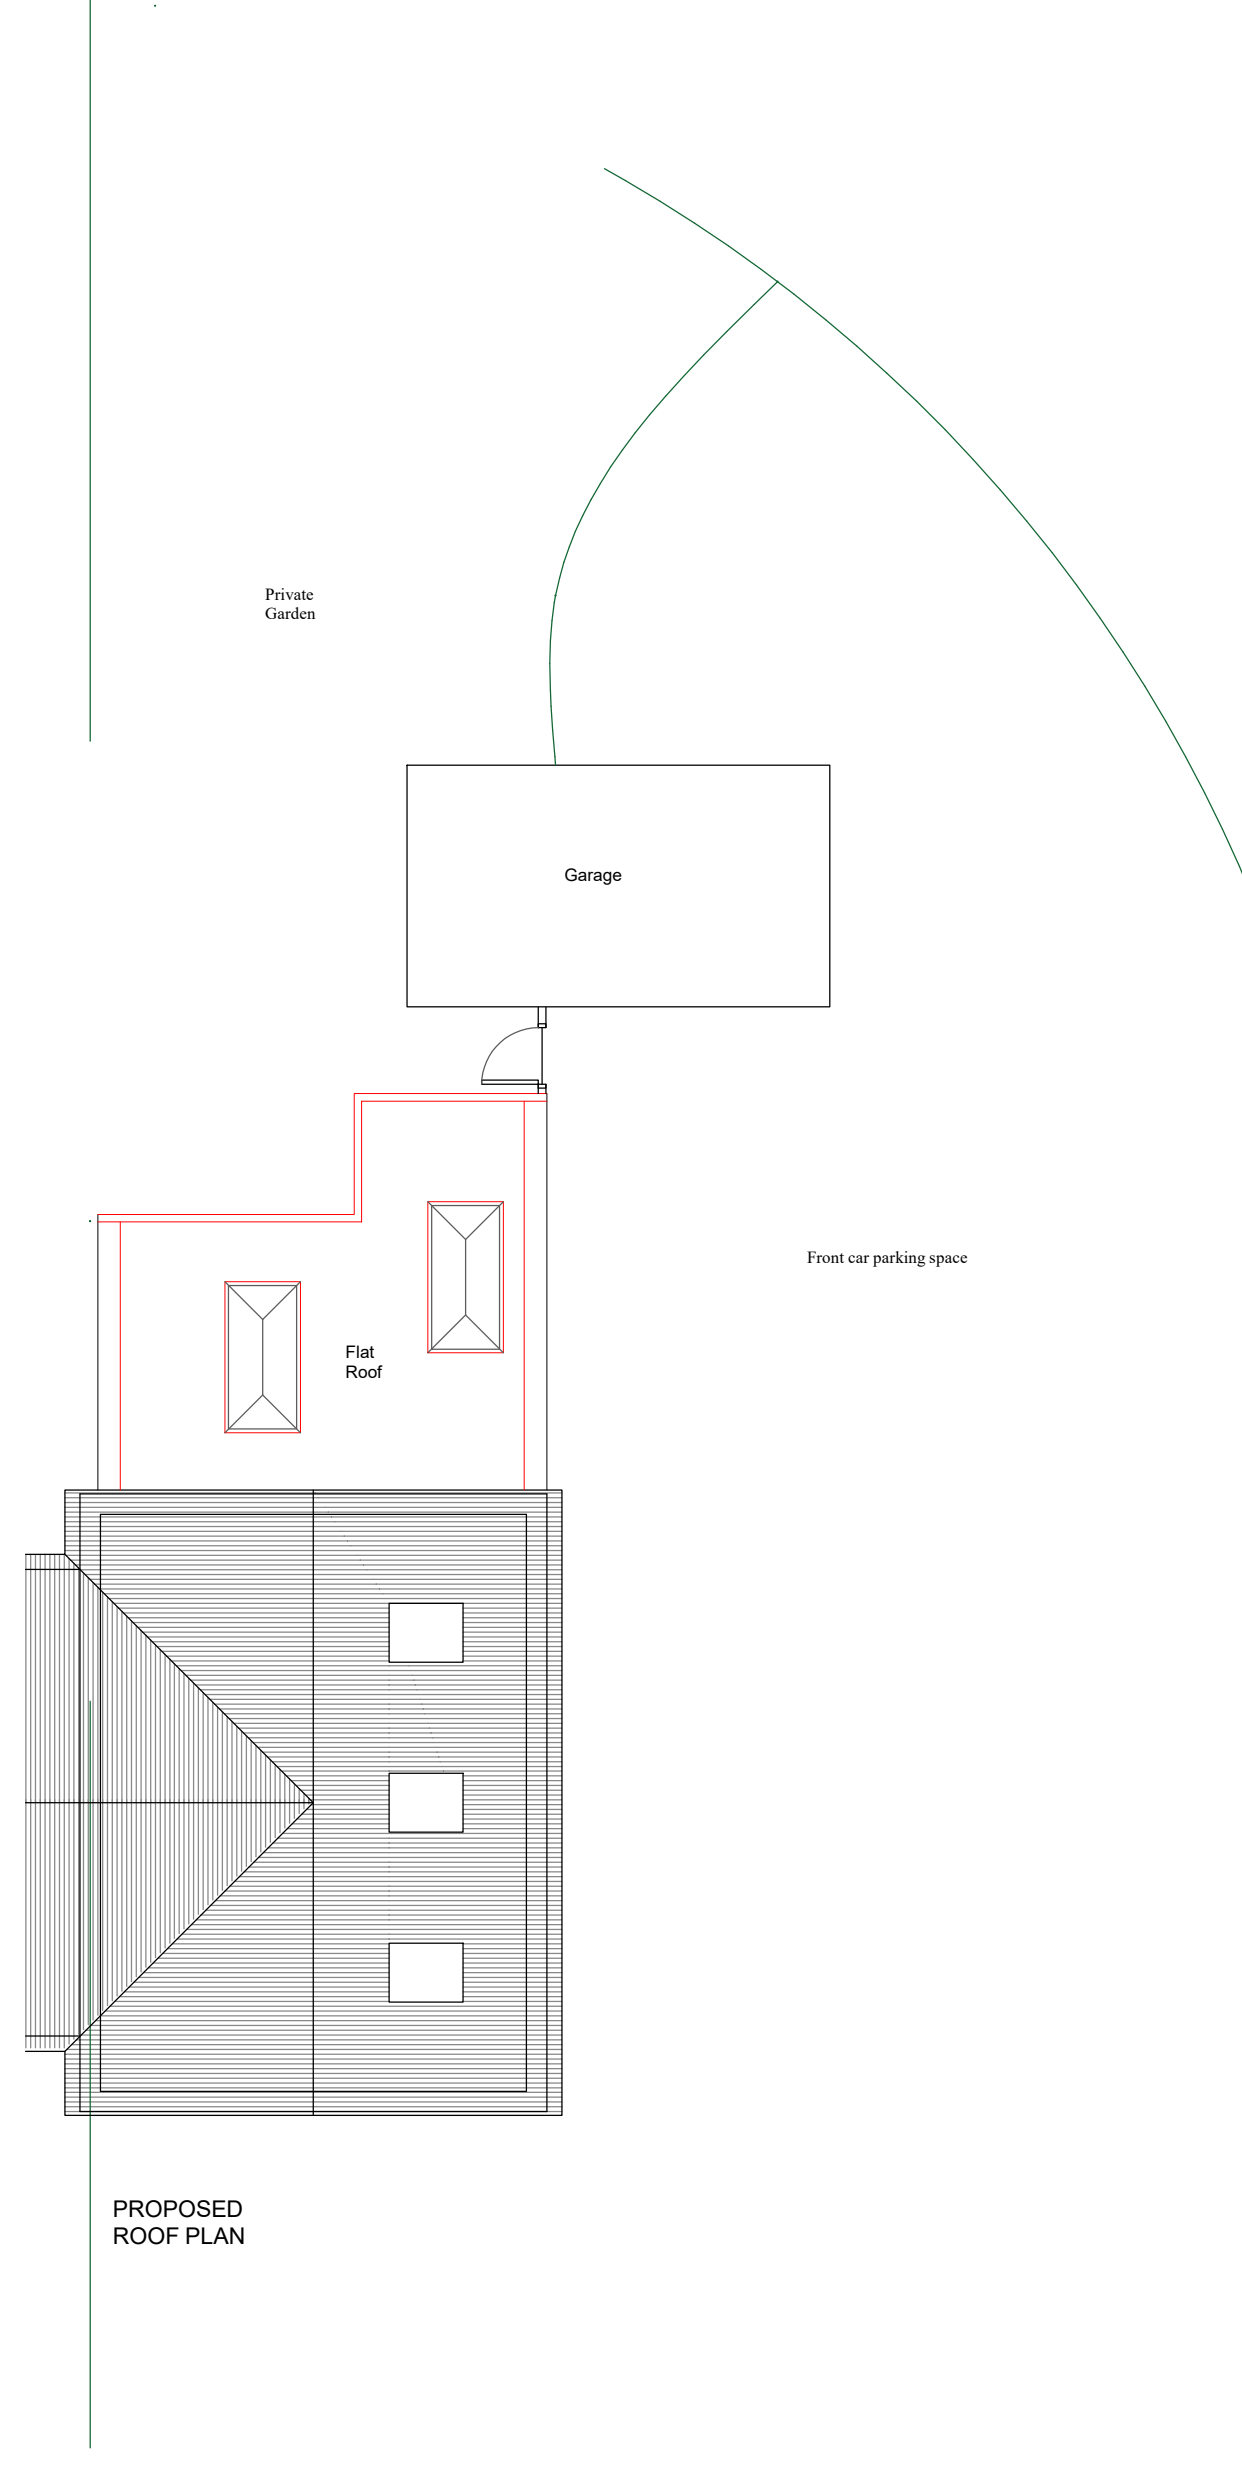 Private
Garden
Garage
Front car parking space
Flat
Roof
PROPOSED
ROOF PLAN